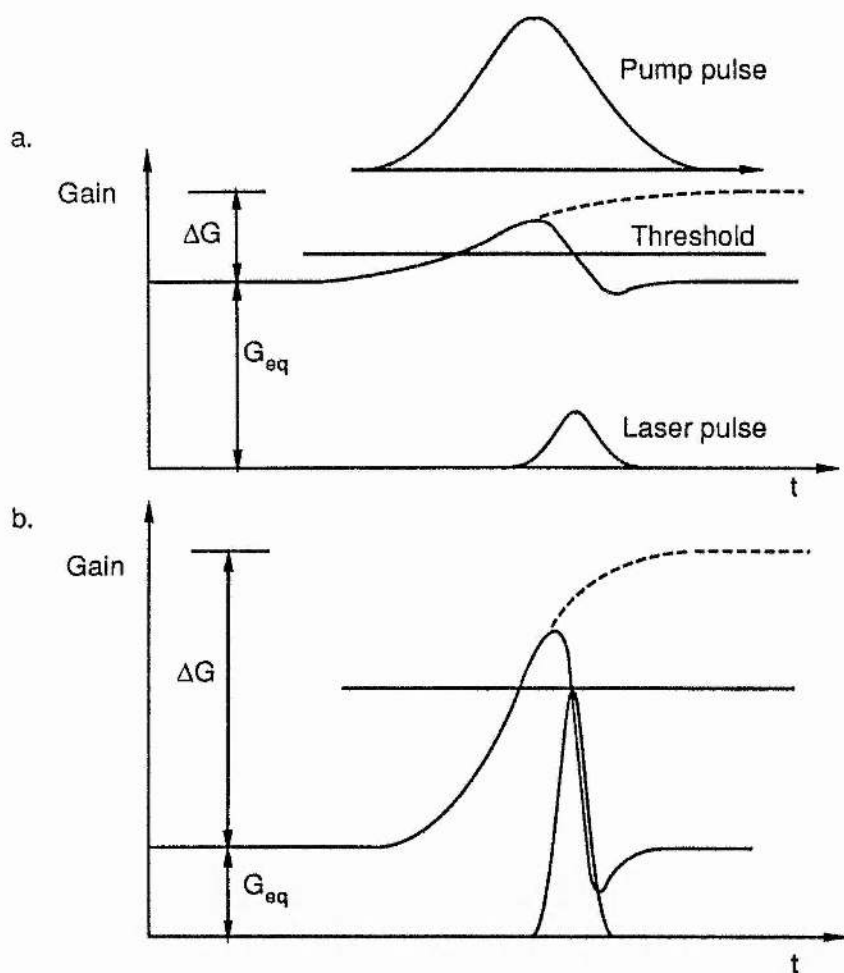 Pump pulse
a.
Gain
ΔG
Threshold
G_eq
Laser pulse
t
b.
Gain
ΔG
G_eq
t